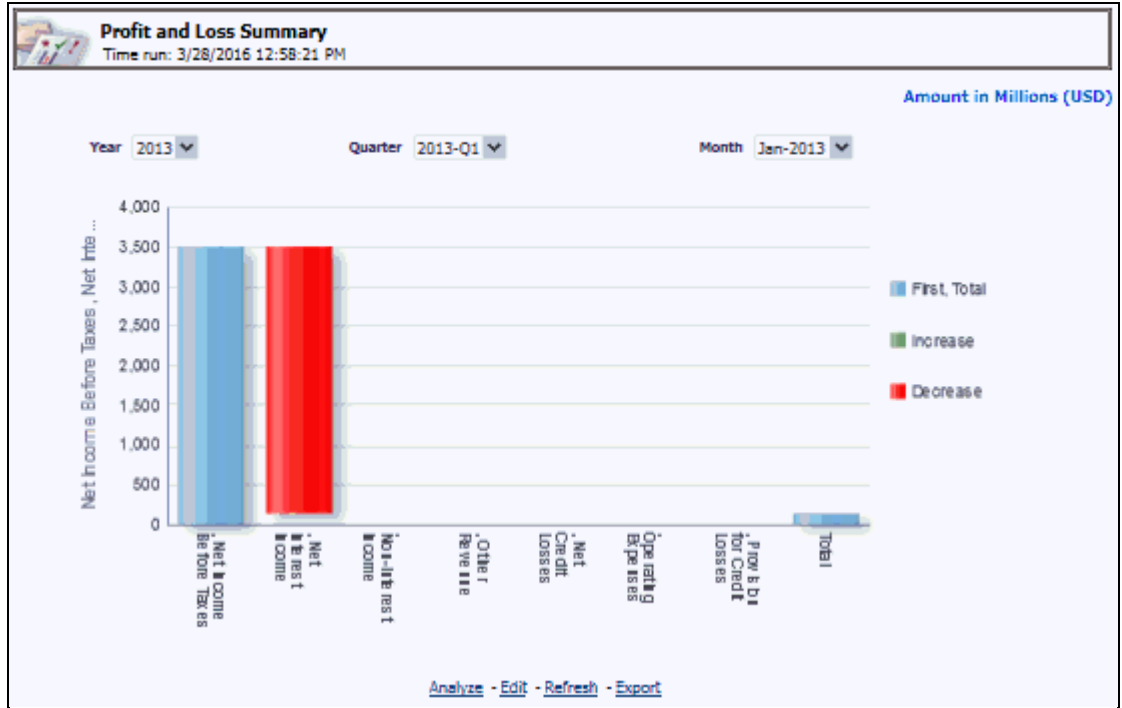 Profit and Loss Summary
Time run: 3/28/2016 12:58:21 PM
Amount in Millions (USD)
Year 2013 Quarter 2013-Q1 Month Jan-2013
Net Income Before Taxes, Net Inte...
4,000
3,500
3,000
2,500
2,000
1,500
1,000
500
0
, Net Income
Before Taxes
, Net
Interest
Income
,
Non-Interest
Income
, Other
Revenue
, Net
Credit
Losses
,
Operating
Expenses
, Provision
for Credit
Losses
Total
First, Total
Increase
Decrease
Analyze - Edit - Refresh - Export